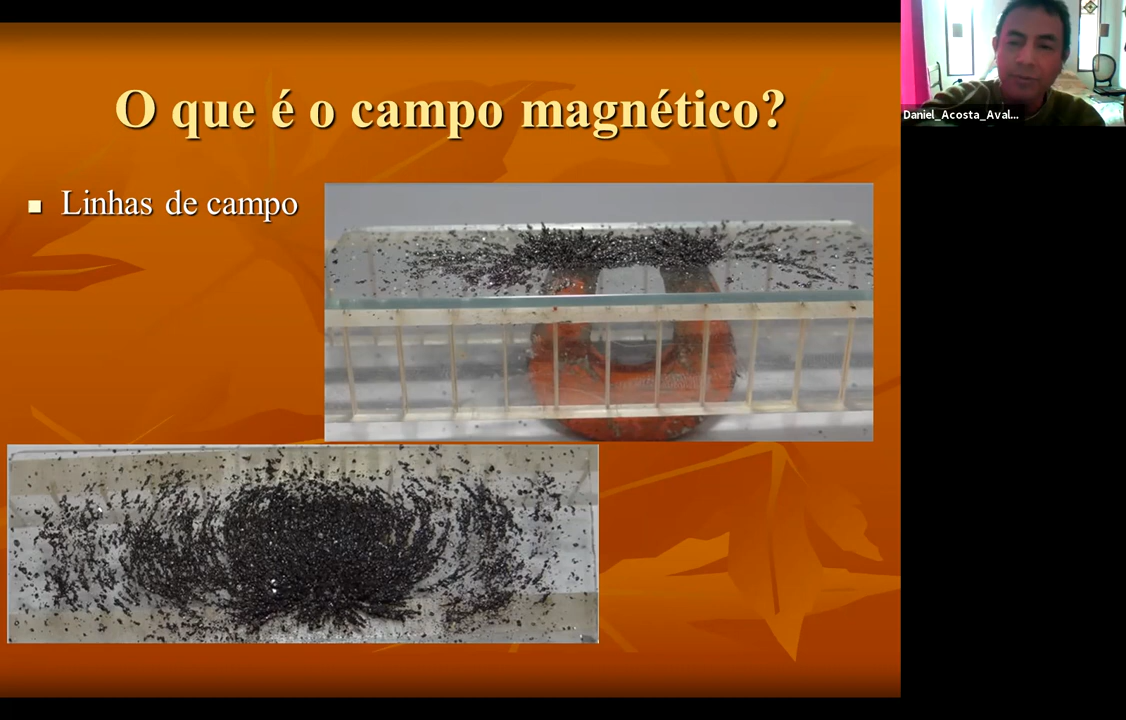 O que é o campo magnético?
Linhas de campo
Daniel_Acosta_Aval...